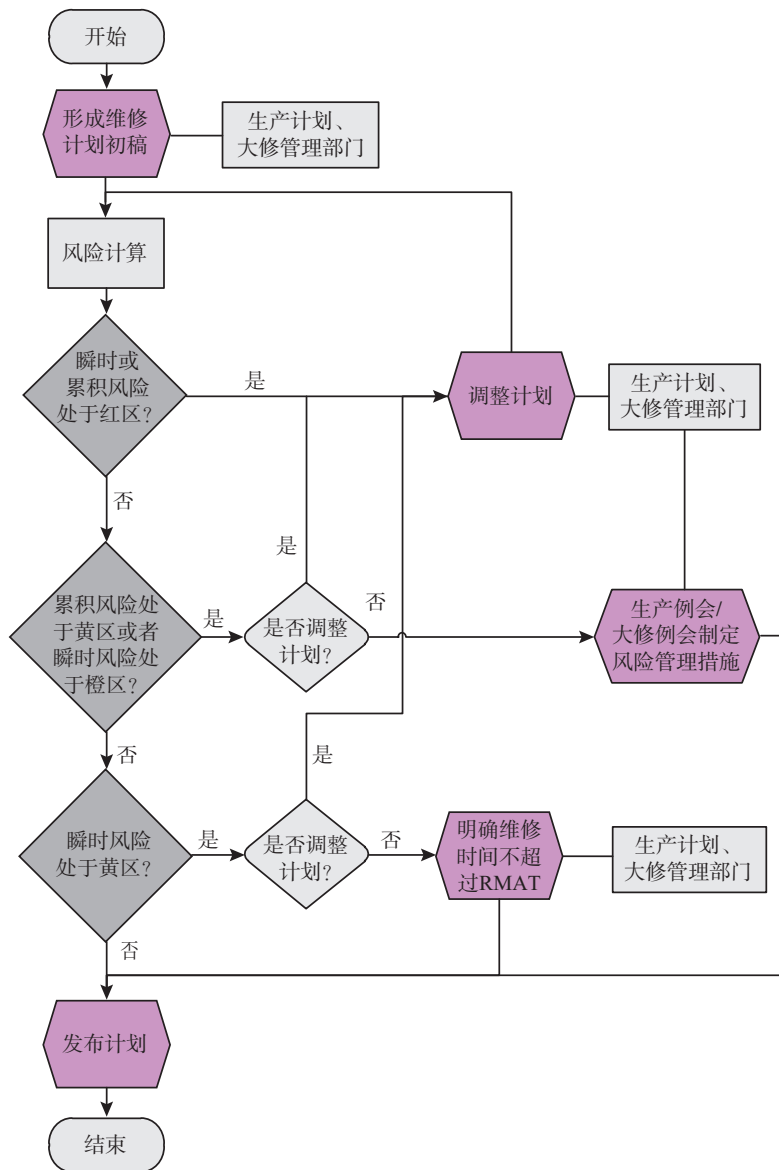 开始
形成维修
计划初稿
生产计划、
大修管理部门
风险计算
瞬时或
累积风险
处于红区？
是
调整计划
生产计划、
大修管理部门
否
是
累积风险处
于黄区或者
瞬时风险处
于橙区？
是
是否调整
计划？
否
生产例会/
大修例会制定
风险管理措施
否
是
瞬时风险
处于黄区？
是
是否调整
计划？
否
明确维修
时间不超
过RMAT
生产计划、
大修管理部门
否
发布计划
结束